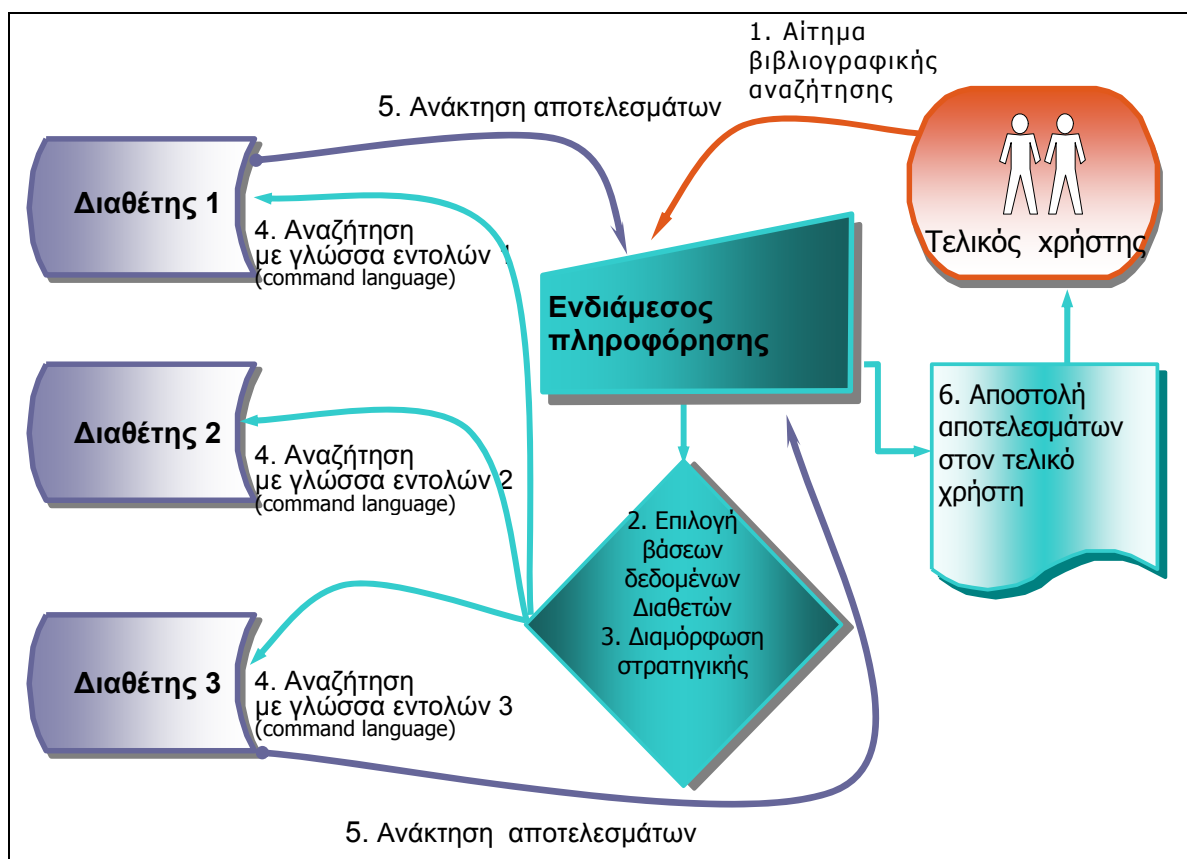 1. Αίτημα
βιβλιογραφικής
αναζήτησης
5. Ανάκτηση αποτελεσμάτων
Διαθέτης 1
4. Αναζήτηση
με γλώσσα εντολών 1
(command language)
Τελικός χρήστης
Ενδιάμεσος
πληροφόρησης
Διαθέτης 2
4. Αναζήτηση
με γλώσσα εντολών 2
(command language)
6. Αποστολή
αποτελεσμάτων
στον τελικό
χρήστη
2. Επιλογή
βάσεων
δεδομένων
Διαθετών
3. Διαμόρφωση
στρατηγικής
Διαθέτης 3
4. Αναζήτηση
με γλώσσα εντολών 3
(command language)
5. Ανάκτηση αποτελεσμάτων